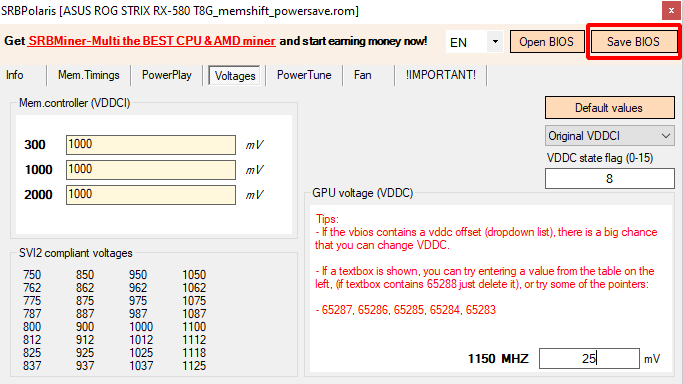 SRBPolaris [ASUS ROG STRIX RX-580 T8G_memshift_powersave.rom]
Get SRBMiner-Multi the BEST CPU & AMD miner and start earning money now!
EN
Open BIOS
Save BIOS
Info
Mem.Timings
PowerPlay
Voltages
PowerTune
Fan
!IMPORTANT!
Mem.controller (VDDCI)
300 1000 mV
1000 1000 mV
2000 1000 mV
Default values
Original VDDCI
VDDC state flag (0-15)
8
SVI2 compliant voltages
750 850 950 1050
762 862 962 1062
775 875 975 1075
787 887 987 1087
800 900 1000 1100
812 912 1012 1112
825 925 1025 1118
837 937 1037 1125
GPU voltage (VDDC)
Tips:
- If the vbios contains a vddc offset (dropdown list), there is a big chance
that you can change VDDC.
- If a textbox is shown, you can try entering a value from the table on the
left, (if textbox contains 65288 just delete it), or try some of the pointers:
- 65287, 65286, 65285, 65284, 65283
1150 MHZ 25 mV